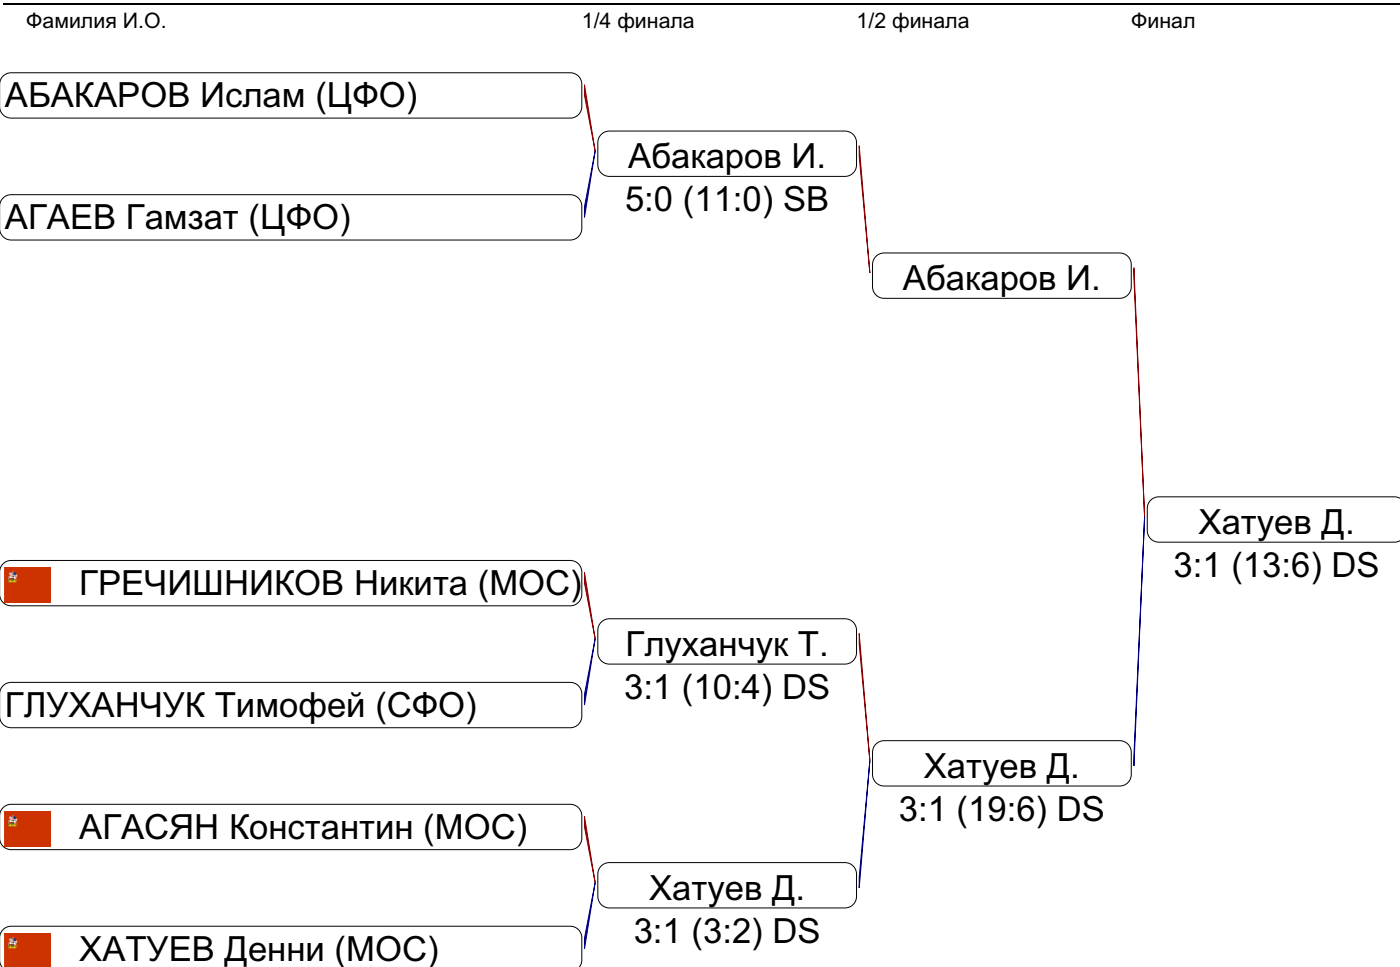 Фамилия И.О. 1/4 финала 1/2 финала Финал
АБАКАРОВ Ислам (ЦФО)
Абакаров И.
5:0 (11:0) SB
АГАЕВ Гамзат (ЦФО)
Абакаров И.
Хатуев Д.
3:1 (13:6) DS
ГРЕЧИШНИКОВ Никита (МОС)
Глуханчук Т.
3:1 (10:4) DS
ГЛУХАНЧУК Тимофей (СФО)
Хатуев Д.
3:1 (19:6) DS
АГАСЯН Константин (МОС)
Хатуев Д.
3:1 (3:2) DS
ХАТУЕВ Денни (МОС)